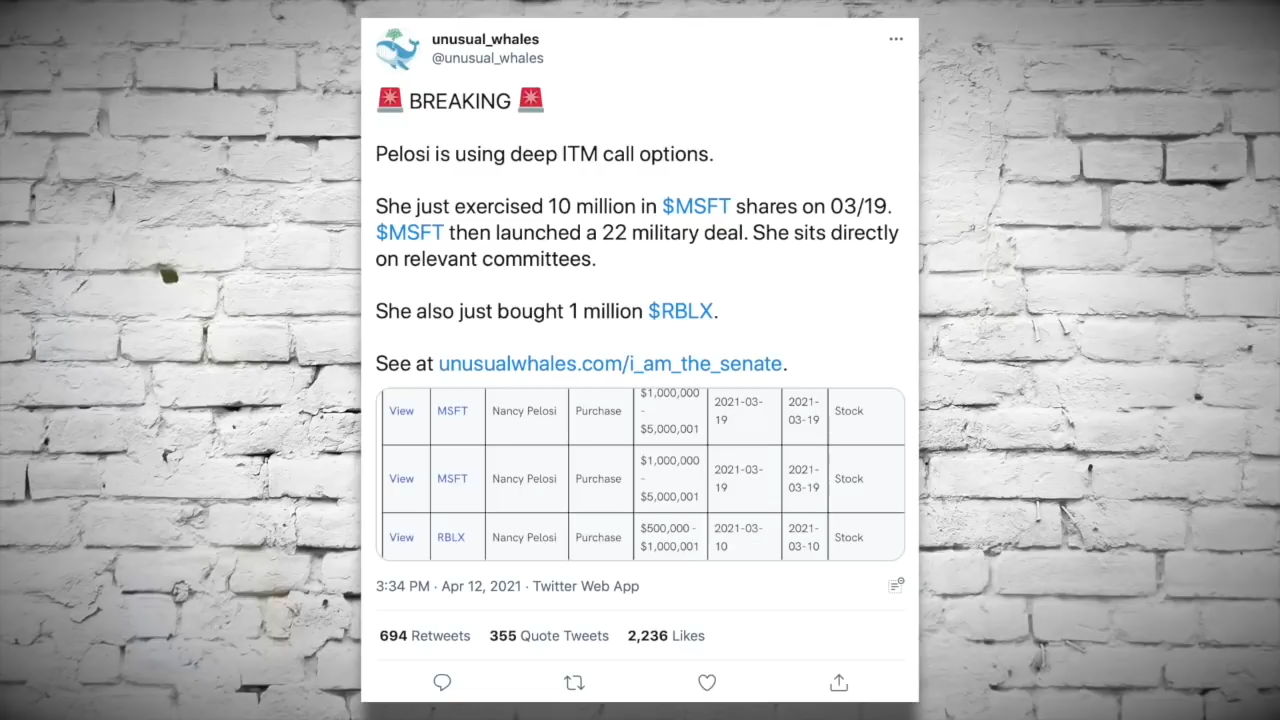 unusual_whales
@unusual_whales
🚨 BREAKING 🚨
Pelosi is using deep ITM call options.
She just exercised 10 million in $MSFT shares on 03/19.
$MSFT then launched a 22 military deal. She sits directly
on relevant committees.
She also just bought 1 million $RBLX.
See at unusualwhales.com/i_am_the_senate.
View MSFT Nancy Pelosi Purchase $1,000,000 - $5,000,001 2021-03-19 2021-03-19 Stock
View MSFT Nancy Pelosi Purchase $1,000,000 - $5,000,001 2021-03-19 2021-03-19 Stock
View RBLX Nancy Pelosi Purchase $500,000 - $1,000,001 2021-03-10 2021-03-10 Stock
3:34 PM · Apr 12, 2021 · Twitter Web App
694 Retweets 355 Quote Tweets 2,236 Likes